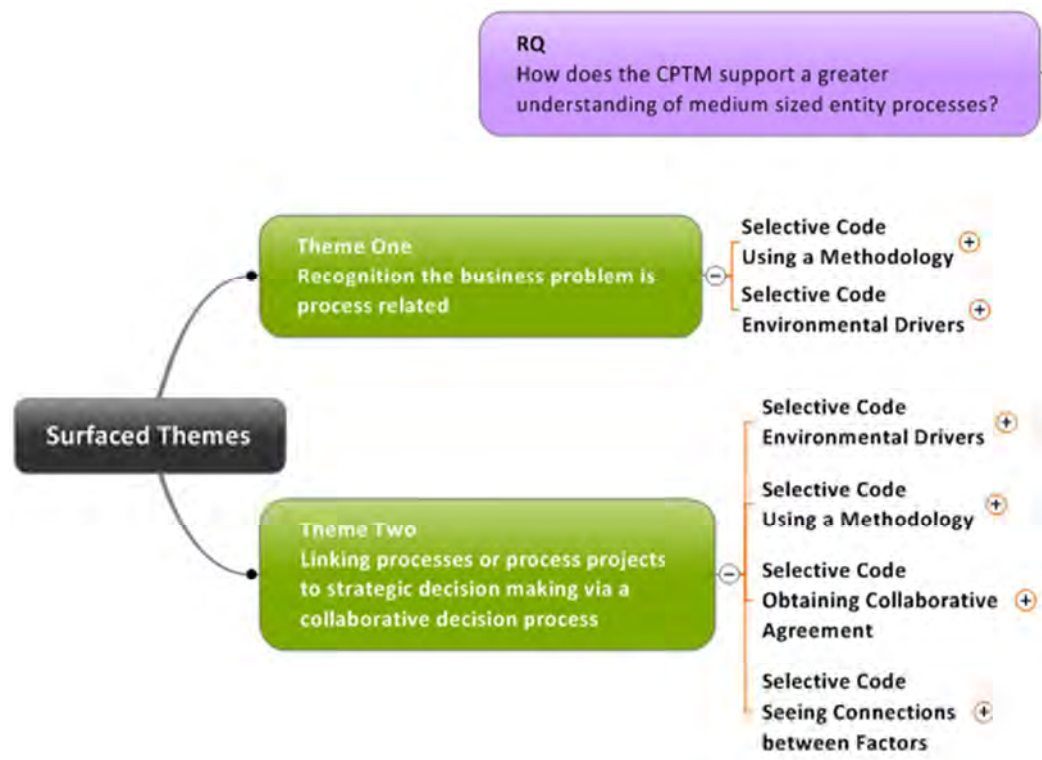 RQ
How does the CPTM support a greater
understanding of medium sized entity processes?
Theme One
Recognition the business problem is
process related
Selective Code
Using a Methodology
Selective Code
Environmental Drivers
Surfaced Themes
Theme Two
Linking processes or process projects
to strategic decision making via a
collaborative decision process
Selective Code
Environmental Drivers
Selective Code
Using a Methodology
Selective Code
Obtaining Collaborative
Agreement
Selective Code
Seeing Connections
between Factors